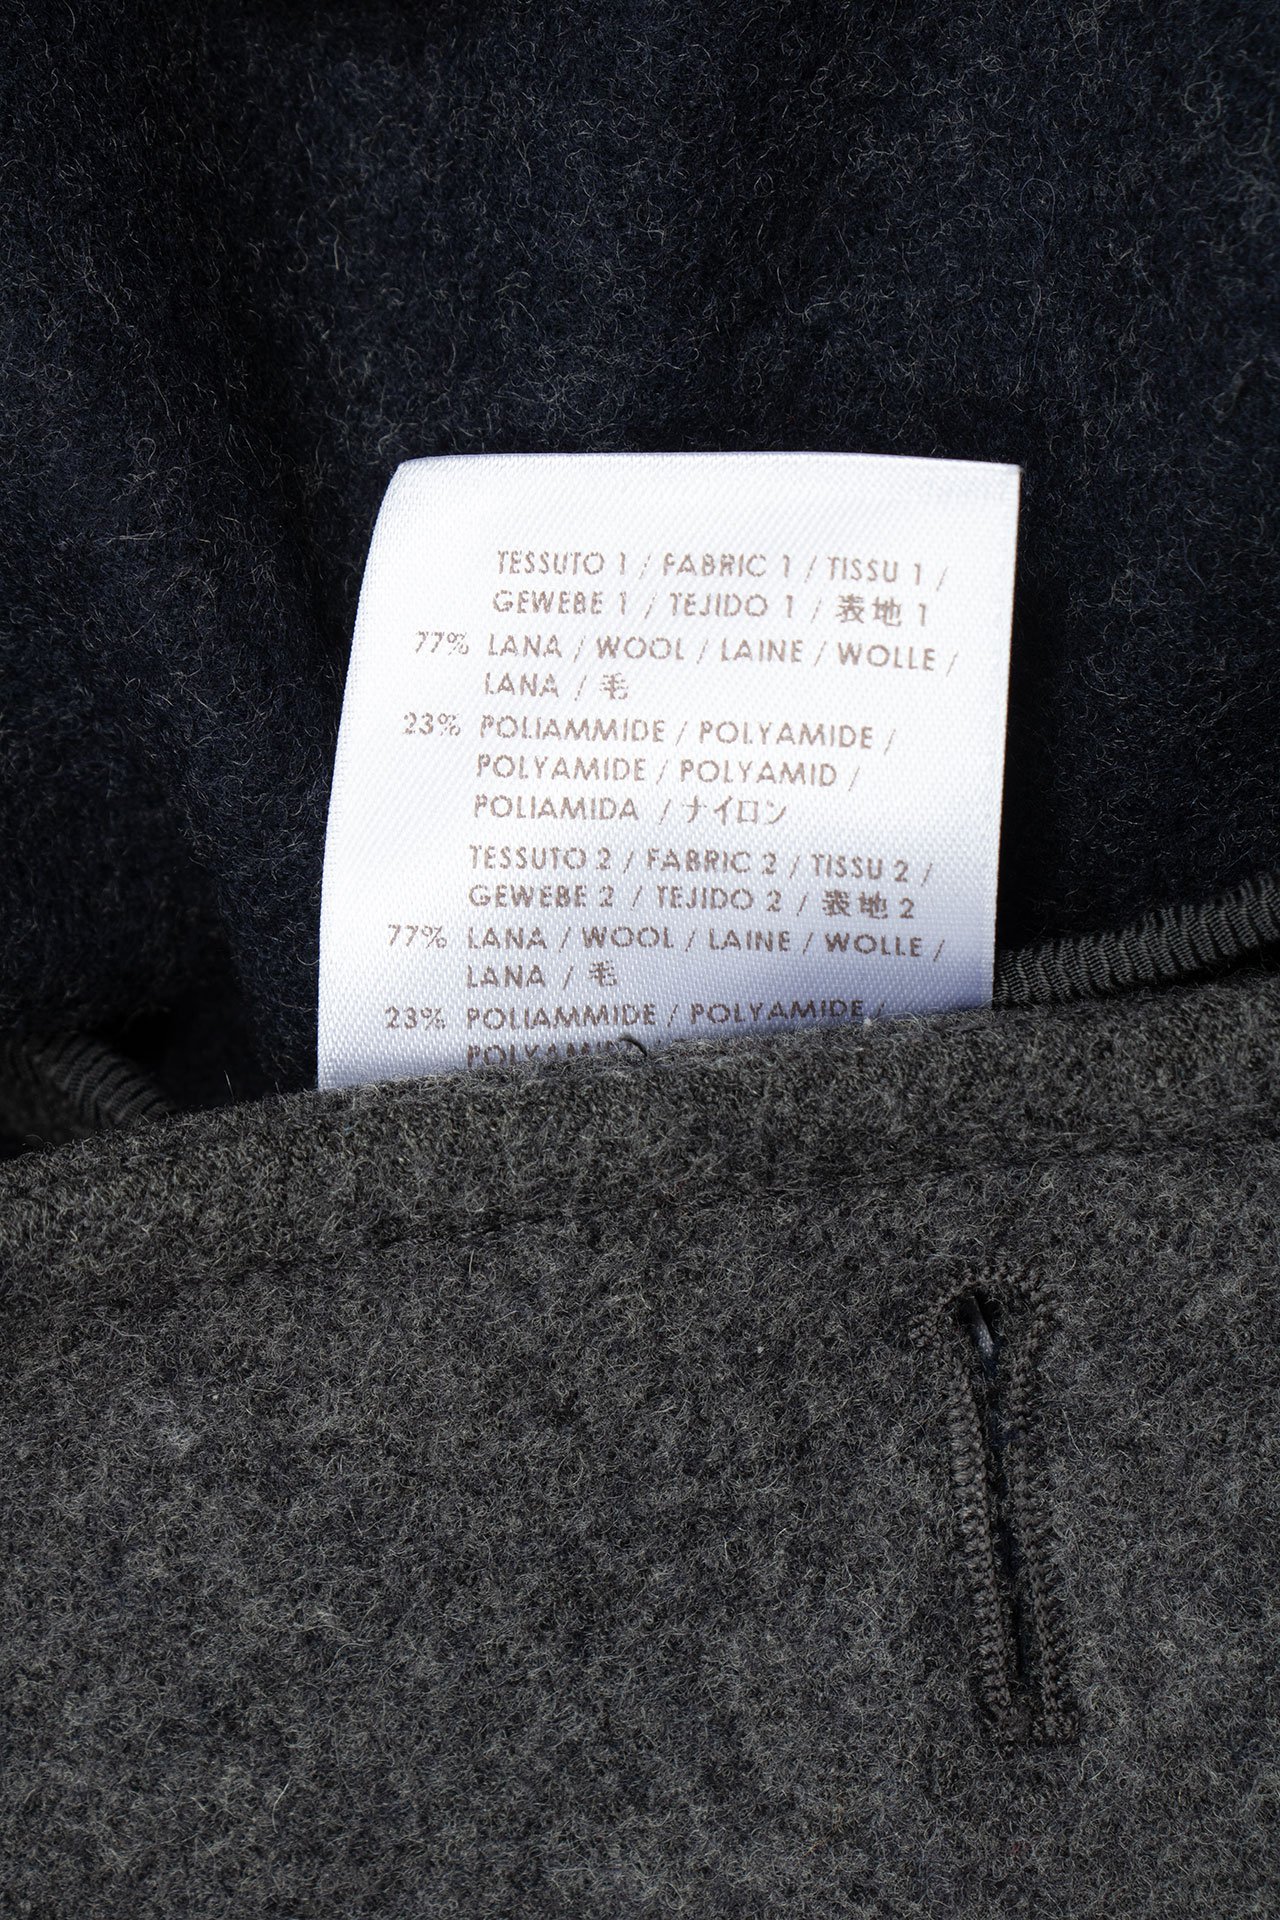 TESSUTO 1 / FABRIC 1 / TISSU 1 /
GEWEBE 1 / TEJIDO 1 / 表地 1
77% LANA / WOOL / LAINE / WOLLE /
LANA / 毛
23% POLIAMMIDE / POLYAMIDE /
POLYAMIDE / POLYAMID /
POLIAMIDA / ナイロン
TESSUTO 2 / FABRIC 2 / TISSU 2 /
GEWEBE 2 / TEJIDO 2 / 表地 2
77% LANA / WOOL / LAINE / WOLLE /
LANA / 毛
23% POLIAMMIDE / POLYAMIDE /